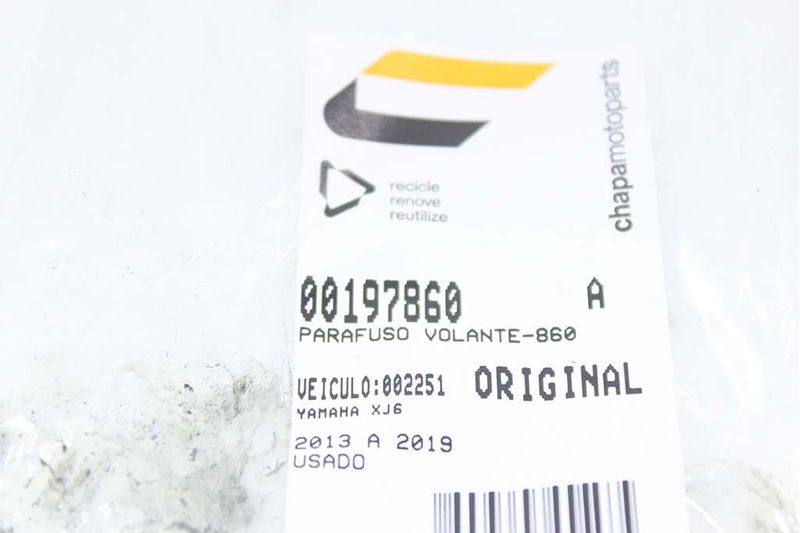 chapamotoparts
recicle
renove
reutilize
00197860 A
PARAFUSO VOLANTE-860
VEICULO:002251 ORIGINAL
YAMAHA XJ6
2013 A 2019
USADO